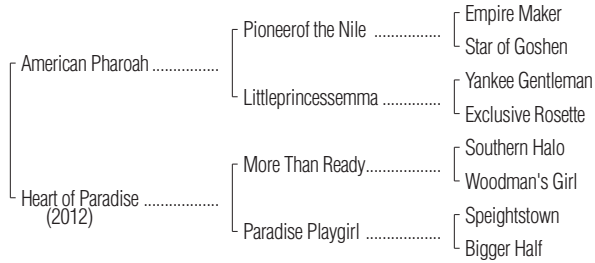 Empire Maker
Pioneerof the Nile ................
Star of Goshen
American Pharoah ................
Yankee Gentleman
Littleprincessemma ..............
Exclusive Rosette
Southern Halo
More Than Ready..................
Woodman's Girl
Heart of Paradise ..................
(2012)
Speightstown
Paradise Playgirl ..................
Bigger Half